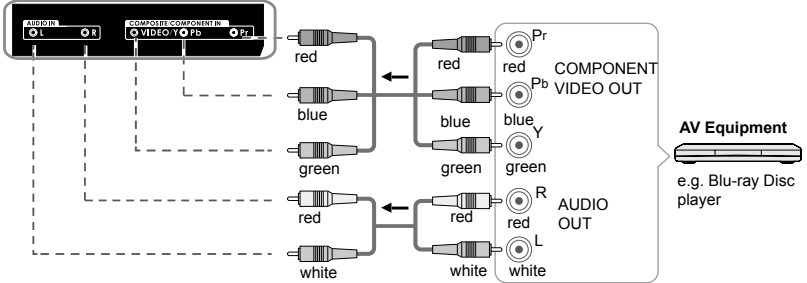 AUDIO IN
L R
COMPOSITE/COMPONENT IN
VIDEO/Y Pb Pr
red
blue
green
red
white
red
blue
green
red
white
Pr
red
Pb
blue
Y
green
COMPONENT
VIDEO OUT
R
red
L
white
AUDIO
OUT
AV Equipment
e.g. Blu-ray Disc
player